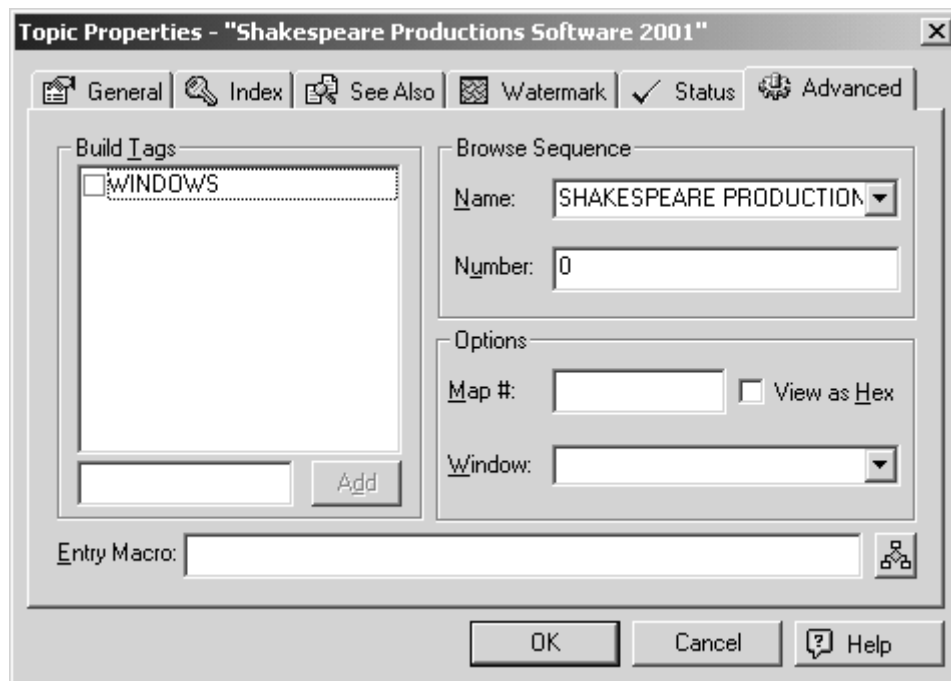 Topic Properties - "Shakespeare Productions Software 2001"
General Index See Also Watermark Status Advanced
Build Tags
WINDOWS
Add
Browse Sequence
Name: SHAKESPEARE PRODUCTION
Number: 0
Options
Map #: View as Hex
Window:
Entry Macro:
OK Cancel Help